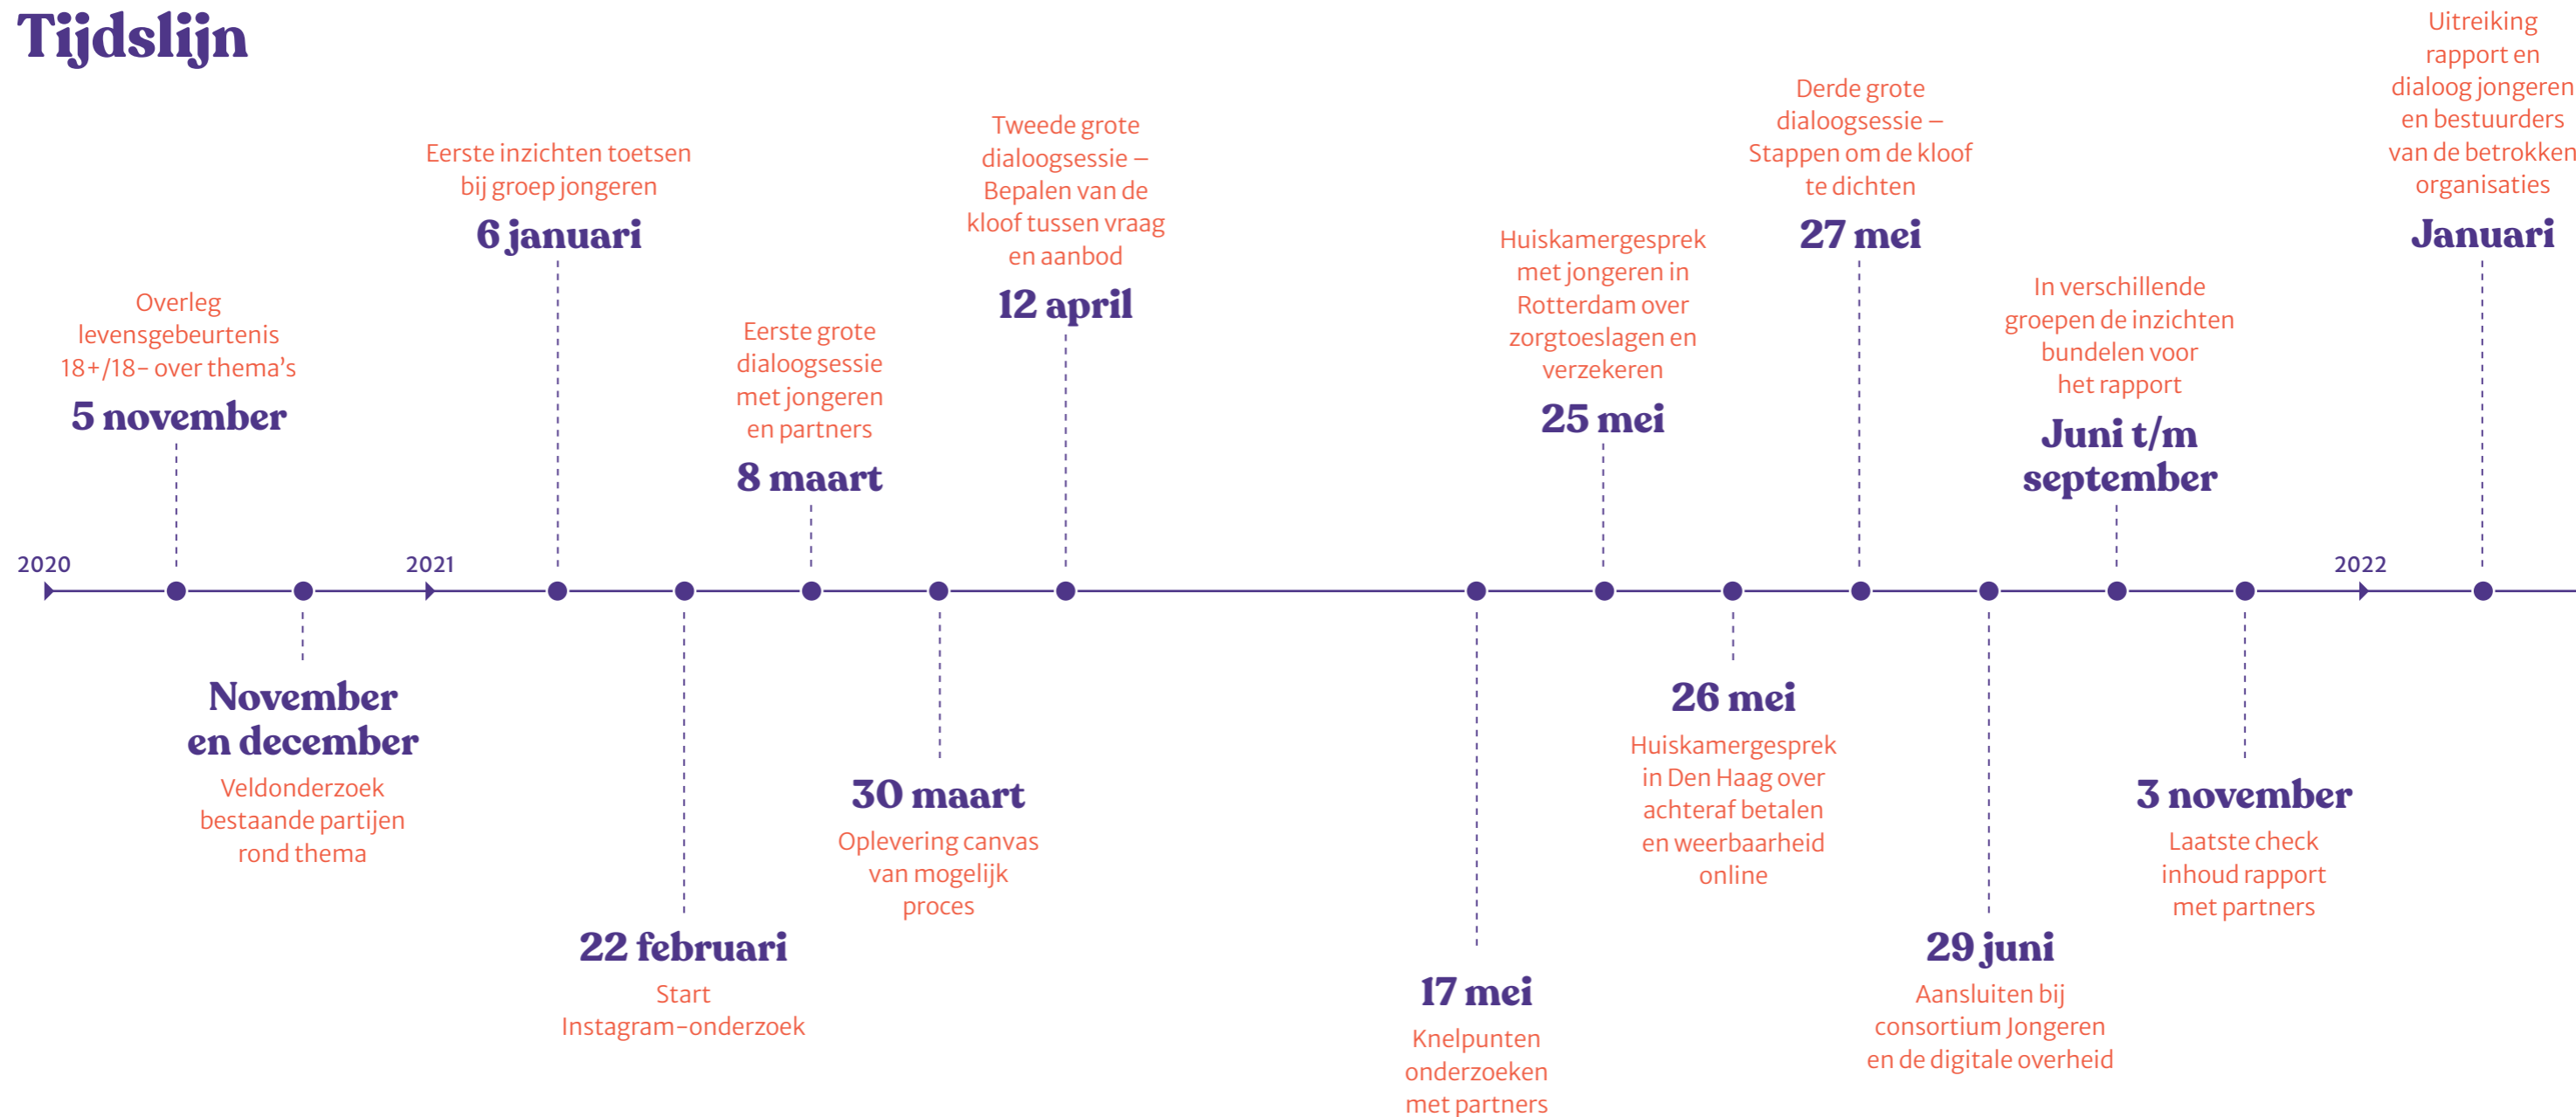 Tijdslijn
2020
Overleg
levensgebeurtenis
18+/18- over thema's
5 november
November
en december
Veldonderzoek
bestaande partijen
rond thema
2021
Eerste inzichten toetsen
bij groep jongeren
6 januari
22 februari
Start
Instagram-onderzoek
Eerste grote
dialoogsessie
met jongeren
en partners
8 maart
30 maart
Oplevering canvas
van mogelijk
proces
Tweede grote
dialoogsessie –
Bepalen van de
kloof tussen vraag
en aanbod
12 april
17 mei
Knelpunten
onderzoeken
met partners
Huiskamergesprek
met jongeren in
Rotterdam over
zorgtoeslagen en
verzekeren
25 mei
26 mei
Huiskamergesprek
in Den Haag over
achteraf betalen
en weerbaarheid
online
Derde grote
dialoogsessie –
Stappen om de kloof
te dichten
27 mei
29 juni
Aansluiten bij
consortium Jongeren
en de digitale overheid
In verschillende
groepen de inzichten
bundelen voor
het rapport
Juni t/m
september
3 november
Laatste check
inhoud rapport
met partners
2022
Uitreiking
rapport en
dialoog jongeren
en bestuurders
van de betrokken
organisaties
Januari